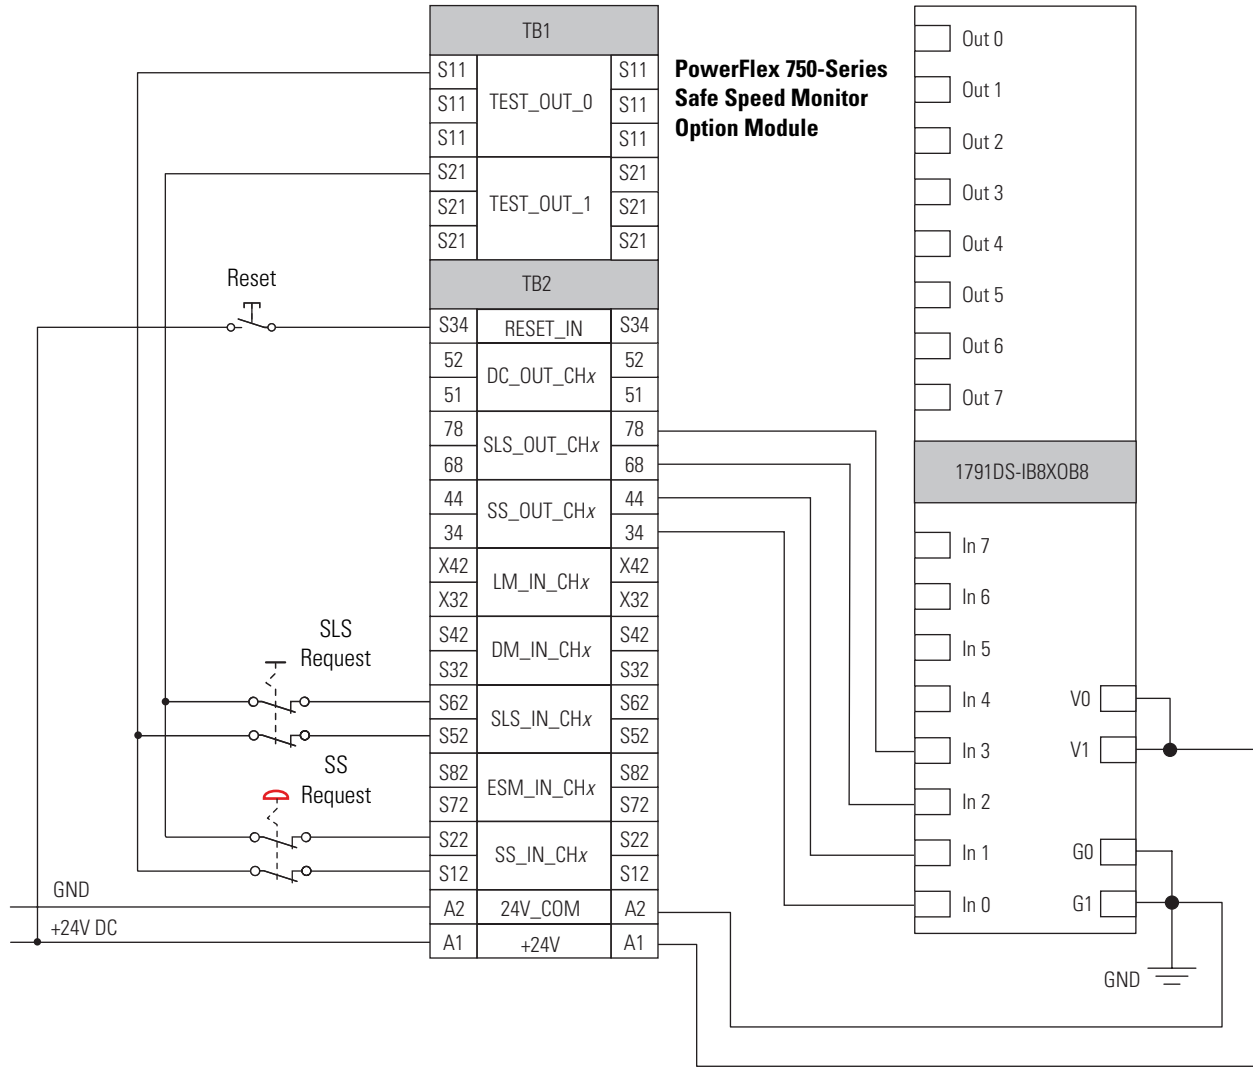 TB1
S11 TEST_OUT_0 S11
S11 S11
S11 S11
S21 TEST_OUT_1 S21
S21 S21
S21 S21
TB2
S34 RESET_IN S34
52 DC_OUT_CHx 52
51 51
78 SLS_OUT_CHx 78
68 68
44 SS_OUT_CHx 44
34 34
X42 LM_IN_CHx X42
X32 X32
S42 DM_IN_CHx S42
S32 S32
S62 SLS_IN_CHx S62
S52 S52
S82 ESM_IN_CHx S82
S72 S72
S22 SS_IN_CHx S22
S12 S12
A2 24V_COM A2
A1 +24V A1
Reset
SLS
Request
SS
Request
GND
+24V DC
PowerFlex 750-Series
Safe Speed Monitor
Option Module
Out 0
Out 1
Out 2
Out 3
Out 4
Out 5
Out 6
Out 7
1791DS-IB8XOB8
In 7
In 6
In 5
In 4 V0
In 3 V1
In 2
In 1 G0
In 0 G1
GND